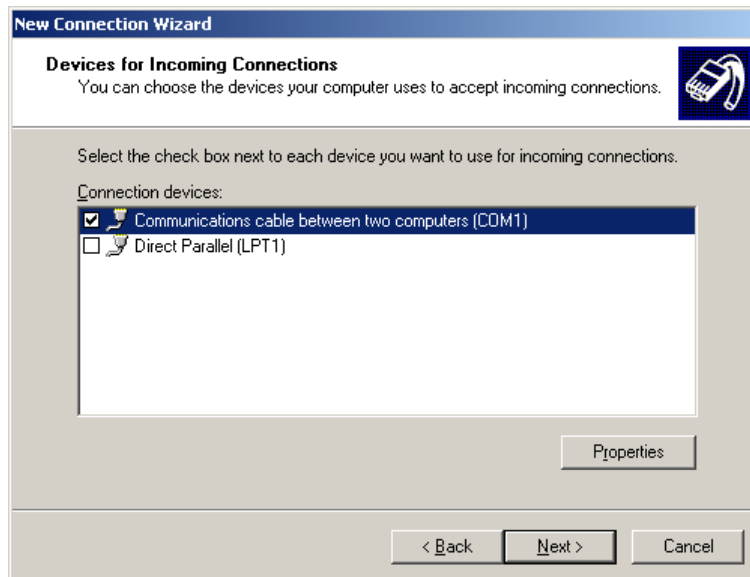 New Connection Wizard
Devices for Incoming Connections
You can choose the devices your computer uses to accept incoming connections.
Select the check box next to each device you want to use for incoming connections.
Connection devices:
Communications cable between two computers (COM1)
Direct Parallel (LPT1)
Properties
< Back
Next >
Cancel